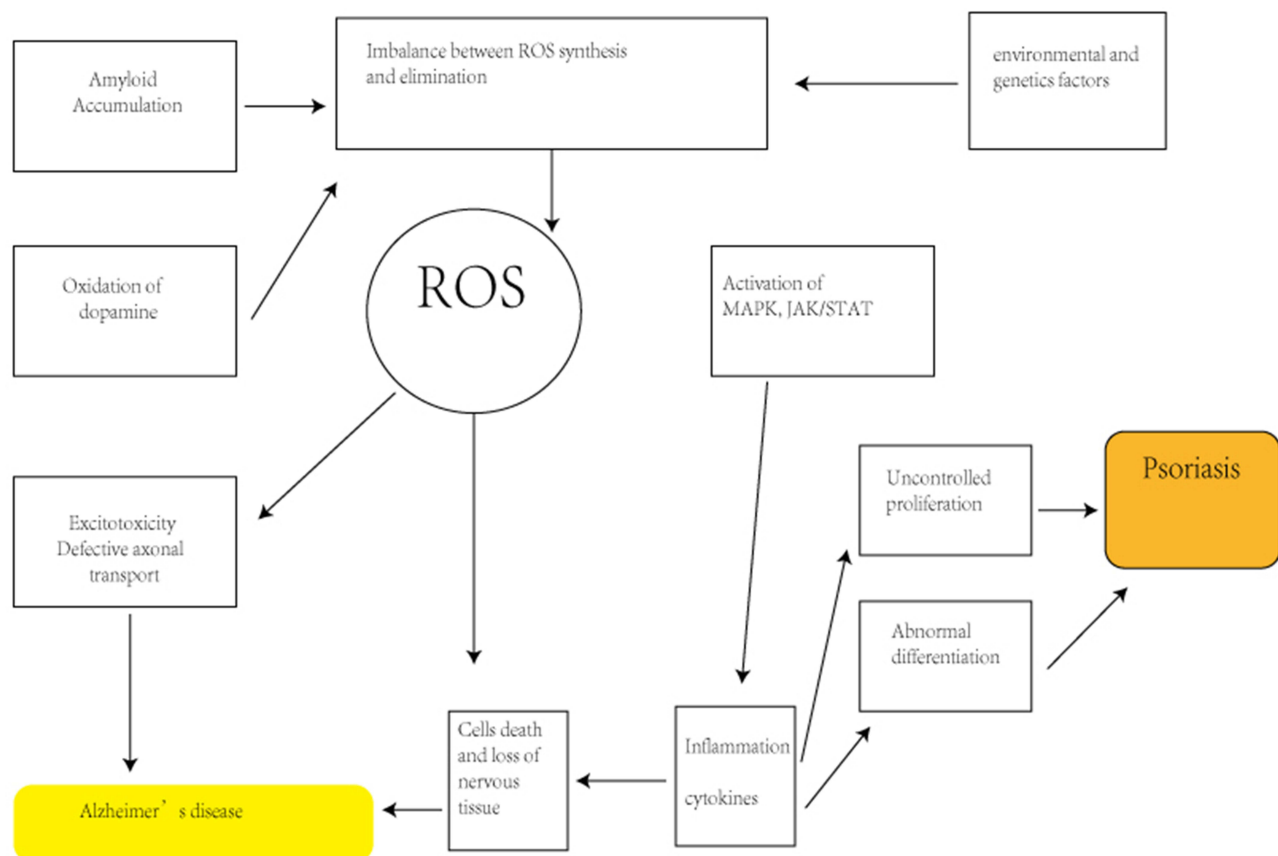 Amyloid
Accumulation
Imbalance between ROS synthesis
and elimination
environmental and
genetics factors
Oxidation of
dopamine
ROS
Activation of
MAPK, JAK/STAT
Excitotoxicity
Defective axonal
transport
Uncontrolled
proliferation
Psoriasis
Abnormal
differentiation
Cells death
and loss of
nervous
tissue
Inflammation
cytokines
Alzheimer’s disease